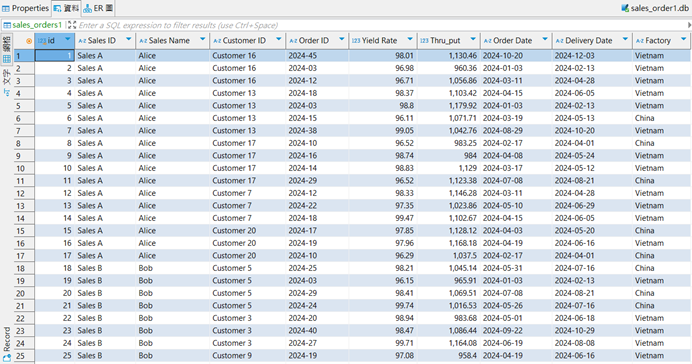 Properties 資料 ER 圖 sales_order1.db
sales_orders1 Enter a SQL expression to filter results (use Ctrl+Space)
網格
文字
Record
123 id A-Z Sales ID A-Z Sales Name A-Z Customer ID A-Z Order ID 123 Yield Rate 123 Thru_put A-Z Order Date A-Z Delivery Date A-Z Factory
1 1 Sales A Alice Customer 16 2024-45 98.01 1,130.46 2024-10-20 2024-12-03 Vietnam
2 2 Sales A Alice Customer 16 2024-03 96.98 960.36 2024-01-03 2024-02-13 Vietnam
3 3 Sales A Alice Customer 16 2024-12 96.71 1,056.86 2024-03-11 2024-04-28 Vietnam
4 4 Sales A Alice Customer 13 2024-18 98.37 1,103.42 2024-04-15 2024-06-05 Vietnam
5 5 Sales A Alice Customer 13 2024-03 98.8 1,179.92 2024-01-03 2024-02-13 Vietnam
6 6 Sales A Alice Customer 13 2024-15 96.11 1,071.71 2024-03-19 2024-05-13 China
7 7 Sales A Alice Customer 13 2024-38 99.05 1,042.76 2024-08-29 2024-10-20 Vietnam
8 8 Sales A Alice Customer 17 2024-10 96.52 983.25 2024-02-17 2024-04-01 China
9 9 Sales A Alice Customer 17 2024-16 98.74 984 2024-04-08 2024-05-24 Vietnam
10 10 Sales A Alice Customer 17 2024-14 98.83 1,129 2024-03-17 2024-05-12 Vietnam
11 11 Sales A Alice Customer 17 2024-29 96.52 1,123.38 2024-07-08 2024-08-21 China
12 12 Sales A Alice Customer 7 2024-12 98.33 1,146.28 2024-03-11 2024-04-28 Vietnam
13 13 Sales A Alice Customer 7 2024-22 97.35 1,023.86 2024-05-10 2024-06-29 Vietnam
14 14 Sales A Alice Customer 7 2024-18 99.47 1,102.67 2024-04-15 2024-06-05 Vietnam
15 15 Sales A Alice Customer 20 2024-17 97.85 1,128.12 2024-04-03 2024-05-20 China
16 16 Sales A Alice Customer 20 2024-19 97.96 1,168.18 2024-04-19 2024-06-16 Vietnam
17 17 Sales A Alice Customer 20 2024-10 96.29 1,037.5 2024-02-17 2024-04-01 China
18 18 Sales B Bob Customer 5 2024-25 98.21 1,045.14 2024-05-31 2024-07-16 China
19 19 Sales B Bob Customer 5 2024-03 96.15 965.91 2024-01-03 2024-02-13 Vietnam
20 20 Sales B Bob Customer 5 2024-29 98.41 1,069.51 2024-07-08 2024-08-21 China
21 21 Sales B Bob Customer 5 2024-24 99.74 1,016.53 2024-05-26 2024-07-16 China
22 22 Sales B Bob Customer 3 2024-20 98.94 983.68 2024-05-01 2024-06-18 Vietnam
23 23 Sales B Bob Customer 3 2024-40 98.47 1,086.44 2024-09-22 2024-10-29 Vietnam
24 24 Sales B Bob Customer 3 2024-27 99.71 1,164.08 2024-06-19 2024-08-08 Vietnam
25 25 Sales B Bob Customer 9 2024-19 97.08 958.4 2024-04-19 2024-06-16 Vietnam